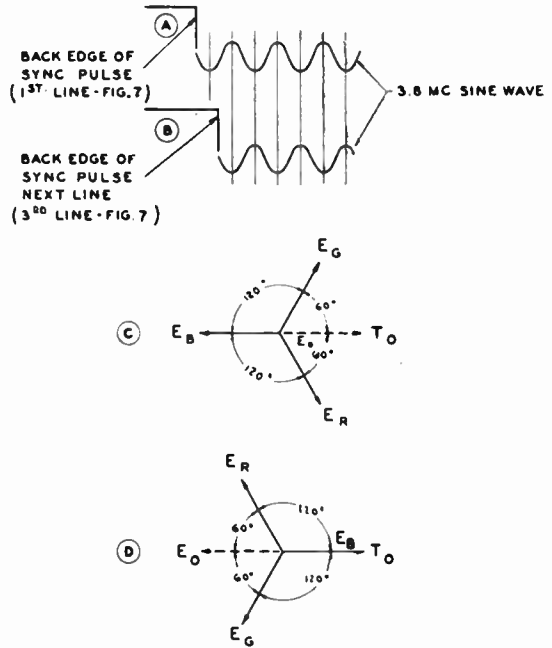 A
BACK EDGE OF
SYNC PULSE
(1ST. LINE - FIG. 7)
3.8 MC SINE WAVE
B
BACK EDGE OF
SYNC PULSE
NEXT LINE
(3RD LINE - FIG. 7)
EG
120° 60°
C EB EO TO
120° 60°
ER
ER
120°
60° EB
D EO TO
60° 120°
EG